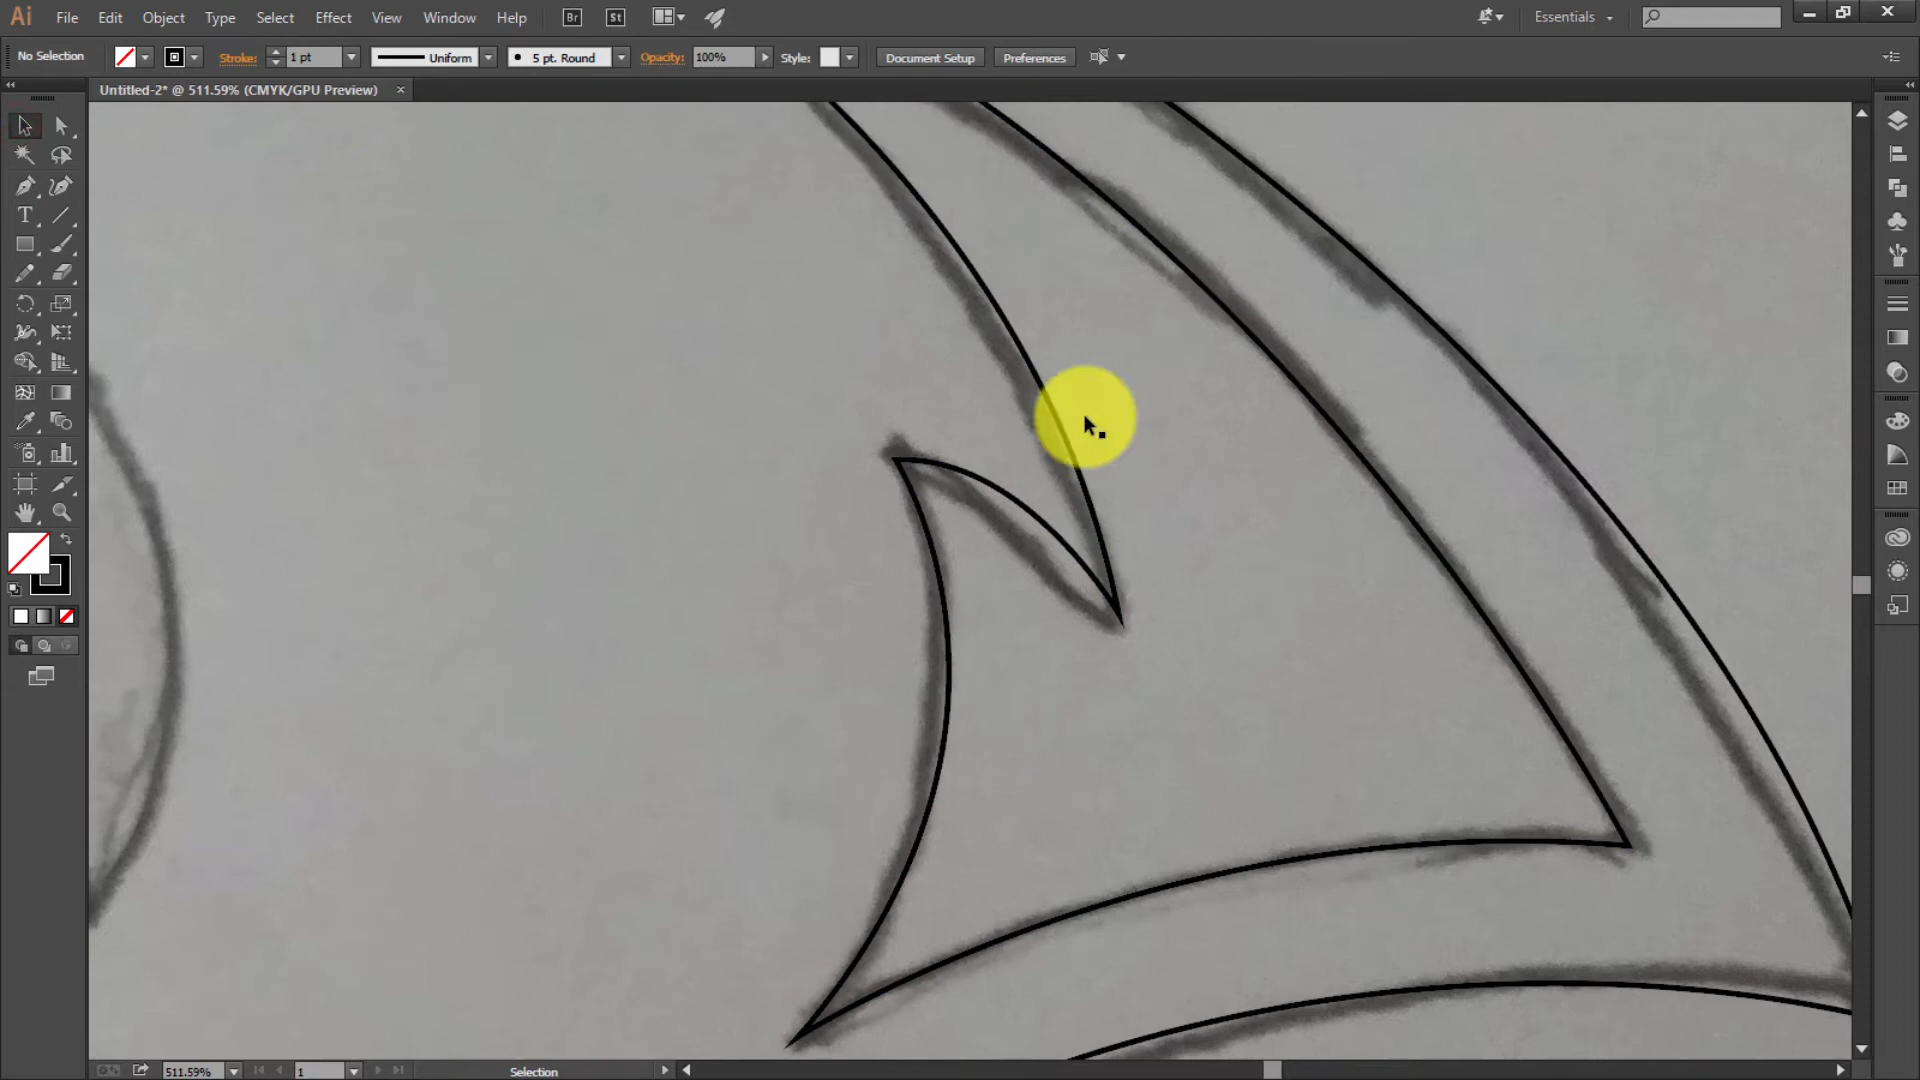 Ai File Edit Object Type Select Effect View Window Help Br St Essentials
No Selection Stroke: 1 pt Uniform 5 pt. Round Opacity: 100% Style: Document Setup Preferences
Untitled-2* @ 511.59% (CMYK/GPU Preview) ×
T
511.59% 1 Selection